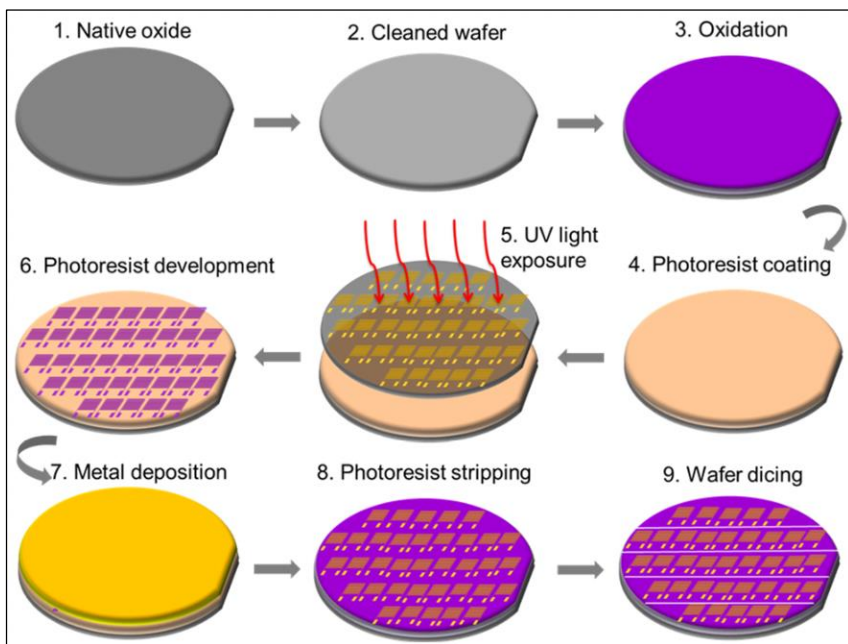 1. Native oxide
2. Cleaned wafer
3. Oxidation
4. Photoresist coating
5. UV light
exposure
6. Photoresist development
7. Metal deposition
8. Photoresist stripping
9. Wafer dicing